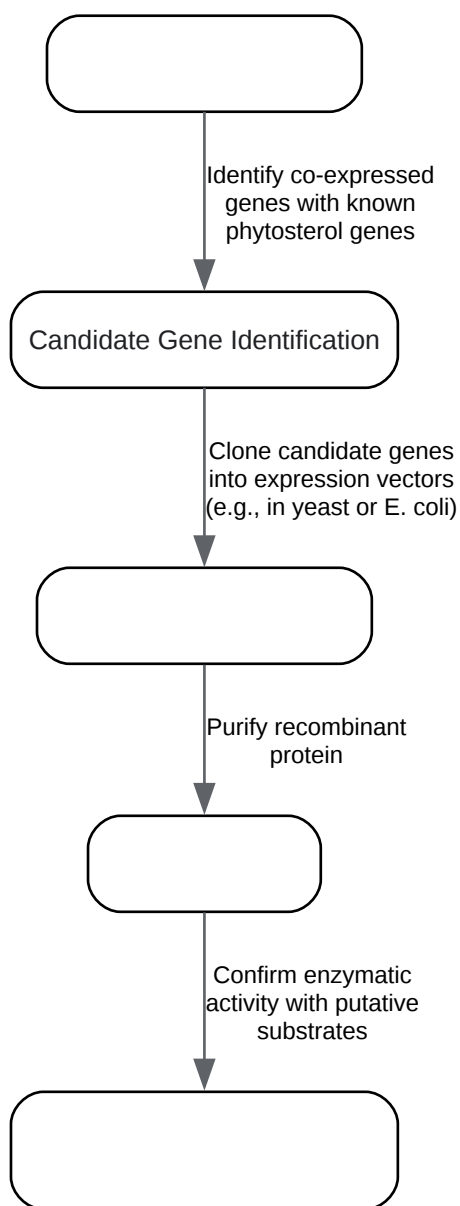 Identify co-expressed
genes with known
phytosterol genes
Candidate Gene Identification
Clone candidate genes
into expression vectors
(e.g., in yeast or E. coli)
Purify recombinant
protein
Confirm enzymatic
activity with putative
substrates